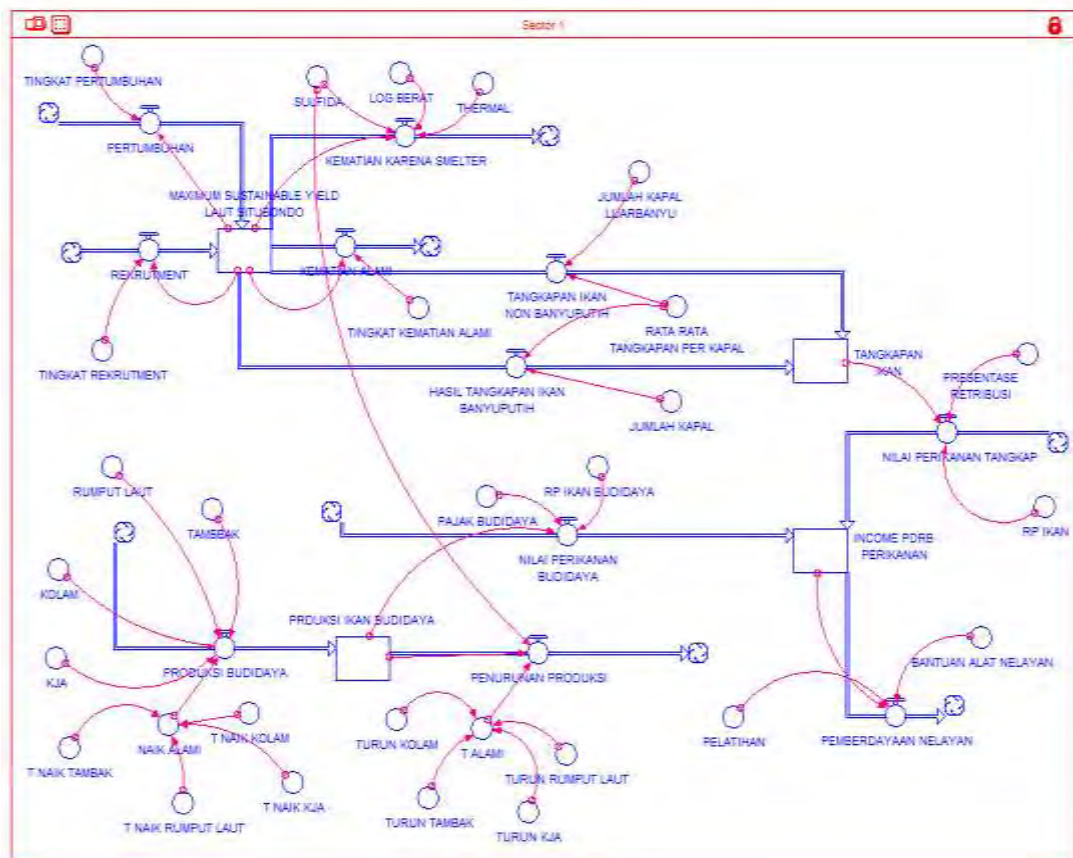 Sector 1
TINGKAT PERTUMBUHAN
SULFIDA
LOG BERAT
THERMAL
PERTUMBUHAN
KEMATIAN KARENA SMELTER
MAXIMUM SUSTAINABLE YIELD
LAUT SITUBONDO
JUMLAH KAPAL
LUARBANYU
REKRUTMENT
KEMATIAN ALAMI
TANGKAPAN IKAN
NON BANYUPUTIH
TINGKAT KEMATIAN ALAMI
RATA RATA
TANGKAPAN PER KAPAL
TINGKAT REKRUTMENT
TANGKAPAN
IKAN
HASIL TANGKAPAN IKAN
BANYUPUTIH
PRESENTASE
RETRIBUSI
JUMLAH KAPAL
NILAI PERIKANAN TANGKAP
RUMPUT LAUT
RP IKAN BUDIDAYA
PAJAK BUDIDAYA
TAMBBAK
RP IKAN
INCOME PDRB
PERIKANAN
NILAI PERIKANAN
BUDIDAYA
KOLAM
PRDUKSI IKAN BUDIDAYA
KJA
PRODUKSI BUDIDAYA
PENURUNAN PRODUKSI
BANTUAN ALAT NELAYAN
NAIK ALAMI
T NAIK KOLAM
TURUN KOLAM
T ALAMI
PELATIHAN
PEMBERDAYAAN NELAYAN
T NAIK TAMBAK
TURUN RUMPUT LAUT
T NAIK KJA
TURUN TAMBAK
T NAIK RUMPUT LAUT
TURUN KJA